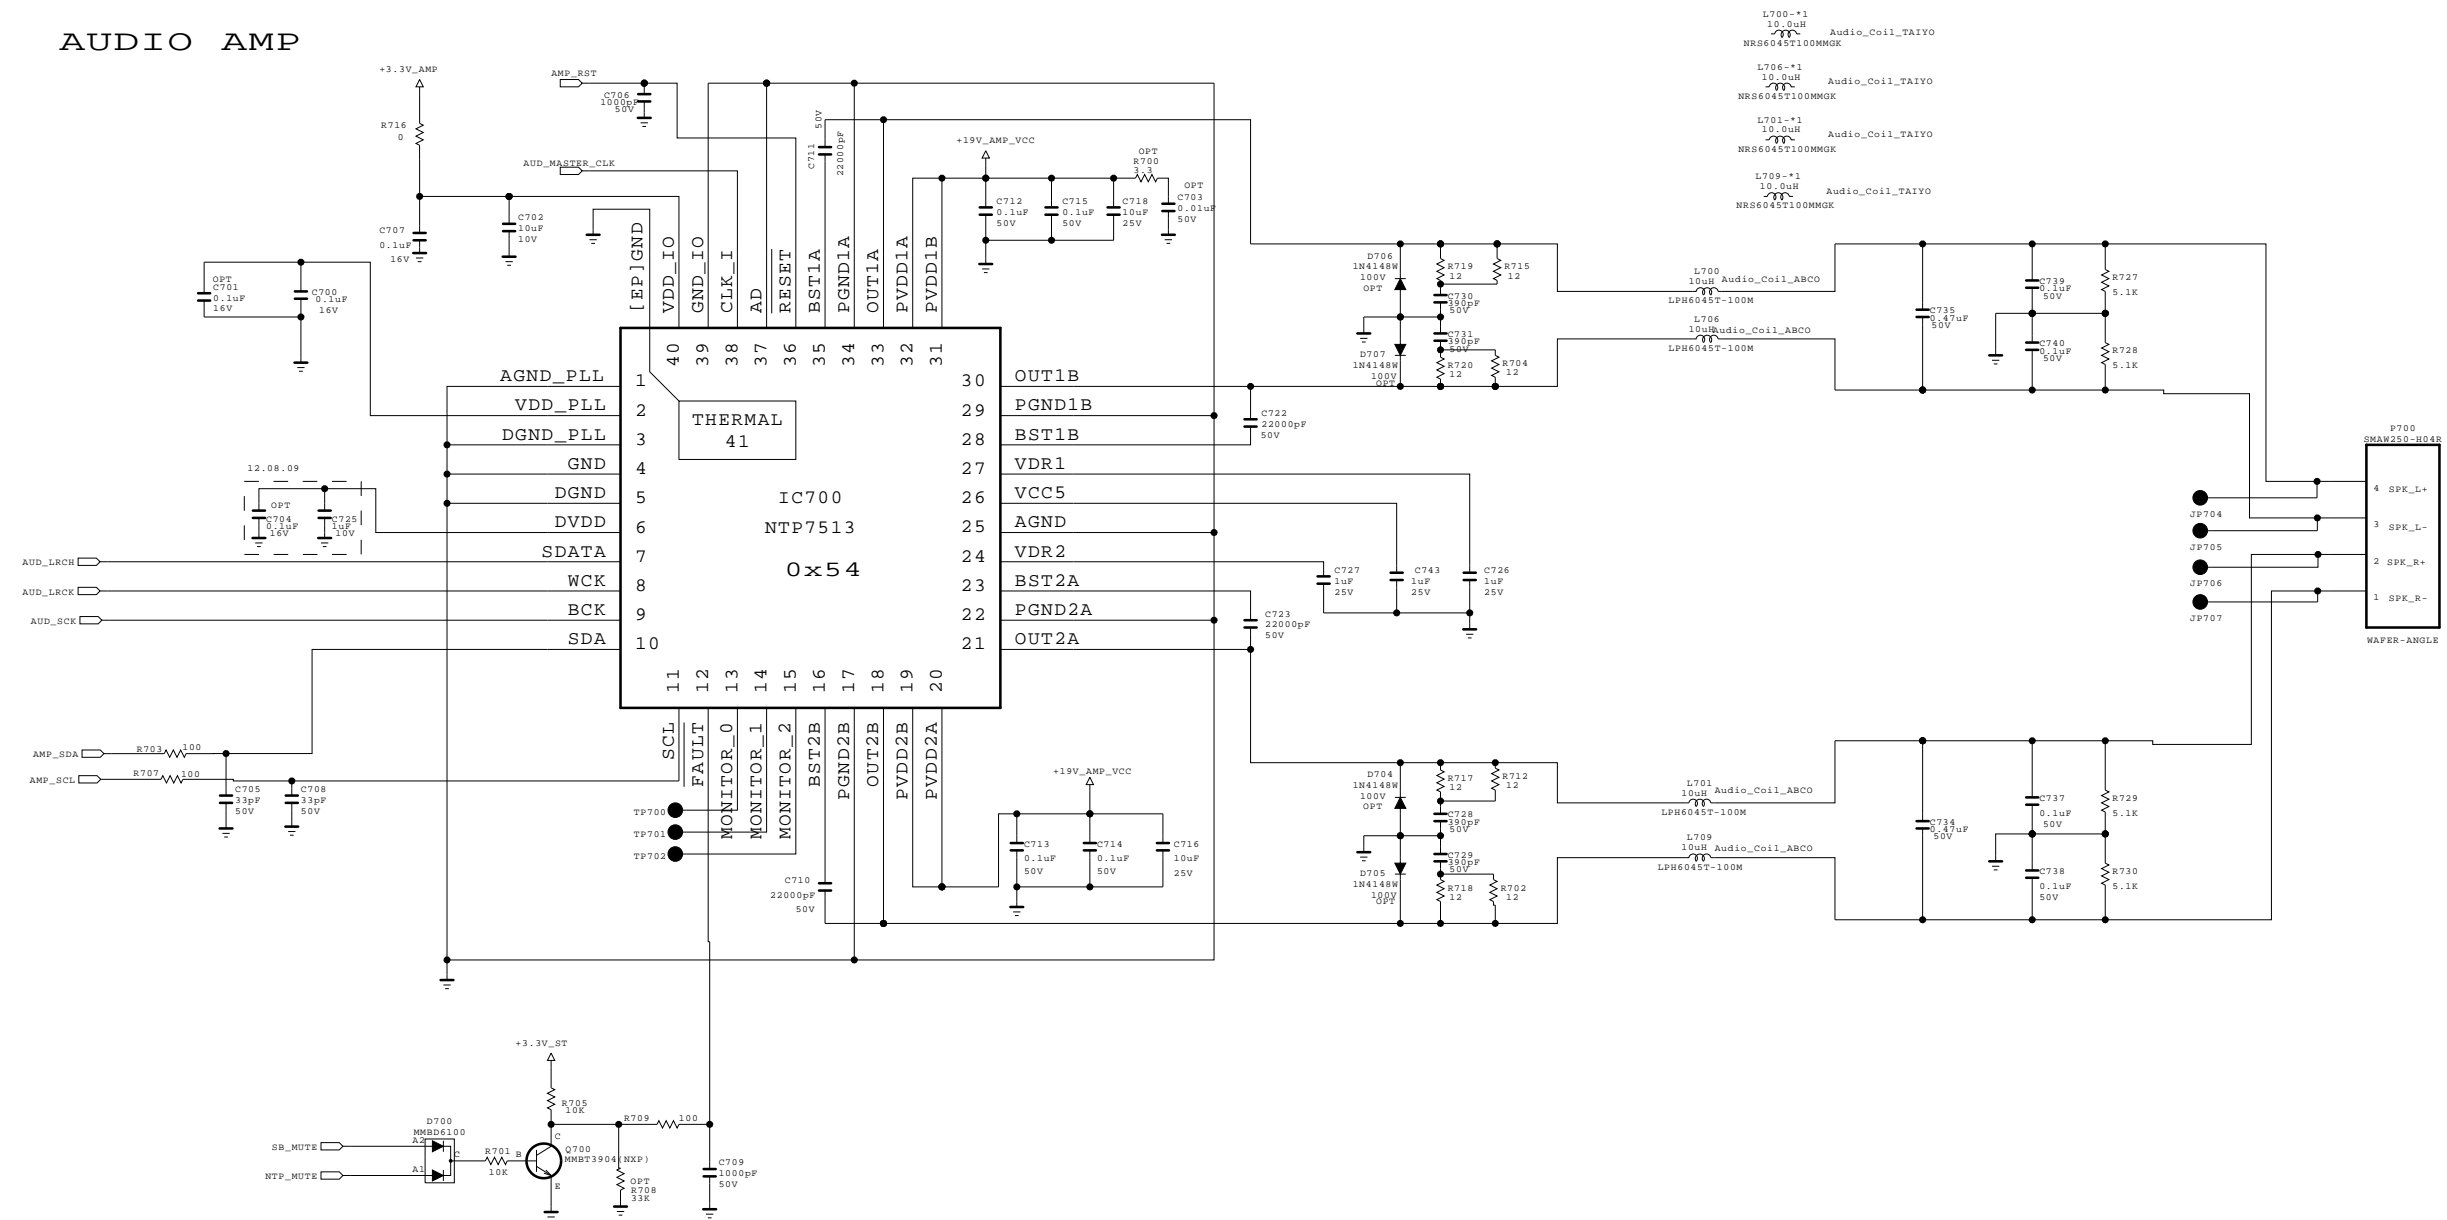 AUDIO AMP
L700-*1
10.0uH
NRS6045T100MMGK
Audio_Coil_TAIYO
L706-*1
10.0uH
NRS6045T100MMGK
Audio_Coil_TAIYO
L701-*1
10.0uH
NRS6045T100MMGK
Audio_Coil_TAIYO
L709-*1
10.0uH
NRS6045T100MMGK
Audio_Coil_TAIYO
+3.3V_AMP
R716
0
AMP_RST
C706
1000pF
50V
AUD_MASTER_CLK
C711
22000pF
50V
+19V_AMP_VCC
OPT
R700
3.3
C712
0.1uF
50V
C715
0.1uF
50V
C718
10uF
25V
OPT
C703
0.01uF
50V
C707
0.1uF
16V
C702
10uF
10V
OPT
C701
0.1uF
16V
C700
0.1uF
16V
[EP]GND
VDD_IO
GND_IO
CLK_I
AD
RESET
BST1A
PGND1A
OUT1A
PVDD1A
PVDD1B
40
39
38
37
36
35
34
33
32
31
AGND_PLL 1
VDD_PLL 2
DGND_PLL 3
GND 4
DGND 5
DVDD 6
SDATA 7
WCK 8
BCK 9
SDA 10
THERMAL
41
IC700
NTP7513
0x54
30 OUT1B
29 PGND1B
28 BST1B
27 VDR1
26 VCC5
25 AGND
24 VDR2
23 BST2A
22 PGND2A
21 OUT2A
11
12
13
14
15
16
17
18
19
20
SCL
FAULT
MONITOR_0
MONITOR_1
MONITOR_2
BST2B
PGND2B
OUT2B
PVDD2B
PVDD2A
12.08.09
OPT
C704
0.1uF
16V
C725
1uF
10V
AUD_LRCH
AUD_LRCK
AUD_SCK
AMP_SDA
R703
100
AMP_SCL
R707
100
C705
33pF
50V
C708
33pF
50V
TP700
TP701
TP702
C710
22000pF
50V
+19V_AMP_VCC
C713
0.1uF
50V
C714
0.1uF
50V
C716
10uF
25V
C722
22000pF
50V
C727
1uF
25V
C743
1uF
25V
C726
1uF
25V
C723
22000pF
50V
D706
1N4148W
100V
OPT
R719
12
R715
12
C730
390pF
50V
C731
390pF
50V
D707
1N4148W
100V
OPT
R720
12
R704
12
L700
10uH
Audio_Coil_ABCO
LPH6045T-100M
L706
10uH
Audio_Coil_ABCO
LPH6045T-100M
C735
0.47uF
50V
C739
0.1uF
50V
C740
0.1uF
50V
R727
5.1K
R728
5.1K
P700
SMAW250-H04R
4 SPK_L+
3 SPK_L-
2 SPK_R+
1 SPK_R-
WAFER-ANGLE
JP704
JP705
JP706
JP707
D704
1N4148W
100V
OPT
R717
12
R712
12
C728
390pF
50V
C729
390pF
50V
D705
1N4148W
100V
OPT
R718
12
R702
12
L701
10uH
Audio_Coil_ABCO
LPH6045T-100M
L709
10uH
Audio_Coil_ABCO
LPH6045T-100M
C734
0.47uF
50V
C737
0.1uF
50V
C738
0.1uF
50V
R729
5.1K
R730
5.1K
+3.3V_ST
R705
10K
R709
100
D700
MMBD6100
A2
A1
C
SB_MUTE
NTP_MUTE
R701
10K
B
C
E
Q700
MMBT3904(NXP)
OPT
R708
33K
C709
1000pF
50V